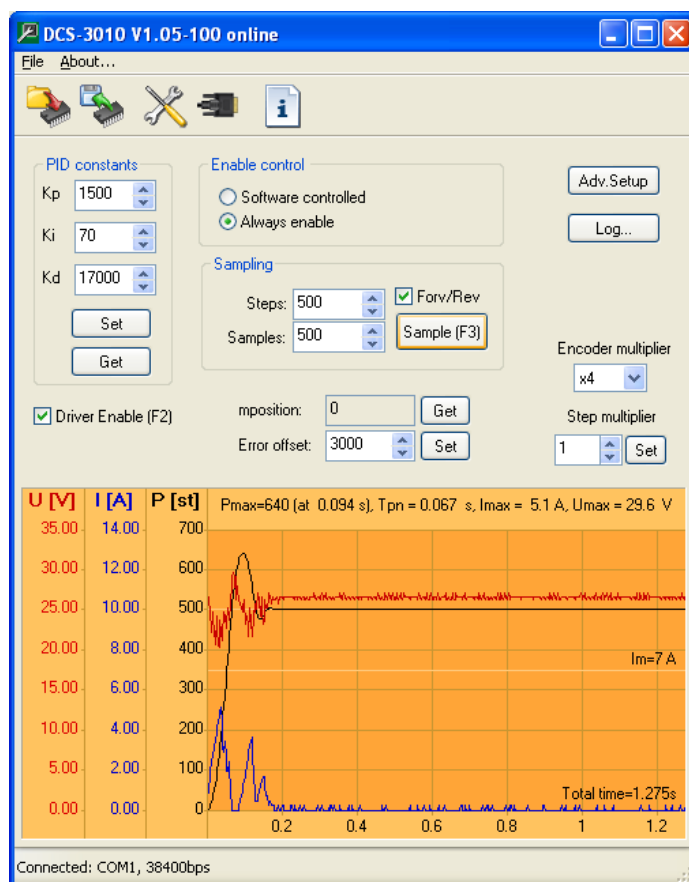 DCS-3010 V1.05-100 online
File About...
PID constants
Kp 1500
Ki 70
Kd 17000
Set
Get
Enable control
Software controlled
Always enable
Sampling
Steps: 500
Forv/Rev
Samples: 500
Sample (F3)
Adv.Setup
Log...
Encoder multiplier
x4
Driver Enable (F2)
mposition: 0 Get
Error offset: 3000 Set
Step multiplier
1 Set
U [V] I [A] P [st] Pmax=640 (at 0.094 s), Tpn = 0.067 s, Imax = 5.1 A, Umax = 29.6 V
35.00 14.00 700
30.00 12.00 600
25.00 10.00 500
20.00 8.00 400
Im=7 A
15.00 6.00 300
10.00 4.00 200
5.00 2.00 100
Total time=1.275s
0.00 0.00 0
0.2 0.4 0.6 0.8 1 1.2
Connected: COM1, 38400bps